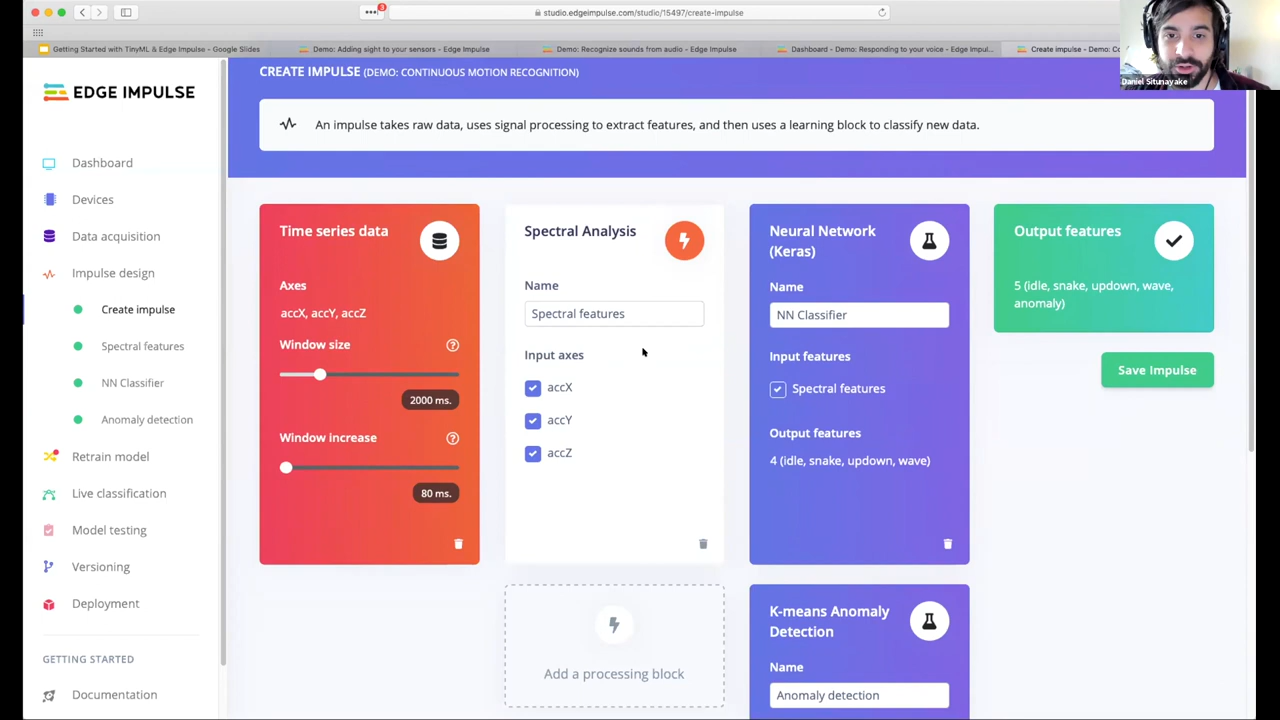 3
studio.edgeimpulse.com/studio/15497/create-impulse
Getting Started with TinyML & Edge Impulse - Google Slides
Demo: Adding sight to your sensors - Edge Impulse
Demo: Recognize sounds from audio - Edge Impulse
Dashboard - Demo: Responding to your voice - Edge Impul...
Create impulse - Demo: Co
Daniel Situnayake
EDGE IMPULSE
Dashboard
Devices
Data acquisition
Impulse design
Create impulse
Spectral features
NN Classifier
Anomaly detection
Retrain model
Live classification
Model testing
Versioning
Deployment
GETTING STARTED
Documentation
CREATE IMPULSE (DEMO: CONTINUOUS MOTION RECOGNITION)
An impulse takes raw data, uses signal processing to extract features, and then uses a learning block to classify new data.
Time series data
Axes
accX, accY, accZ
Window size
?
2000 ms.
Window increase
?
80 ms.
Spectral Analysis
Name
Spectral features
Input axes
accX
accY
accZ
Add a processing block
Neural Network
(Keras)
Name
NN Classifier
Input features
Spectral features
Output features
4 (idle, snake, updown, wave)
K-means Anomaly
Detection
Name
Anomaly detection
Output features
5 (idle, snake, updown, wave,
anomaly)
Save Impulse